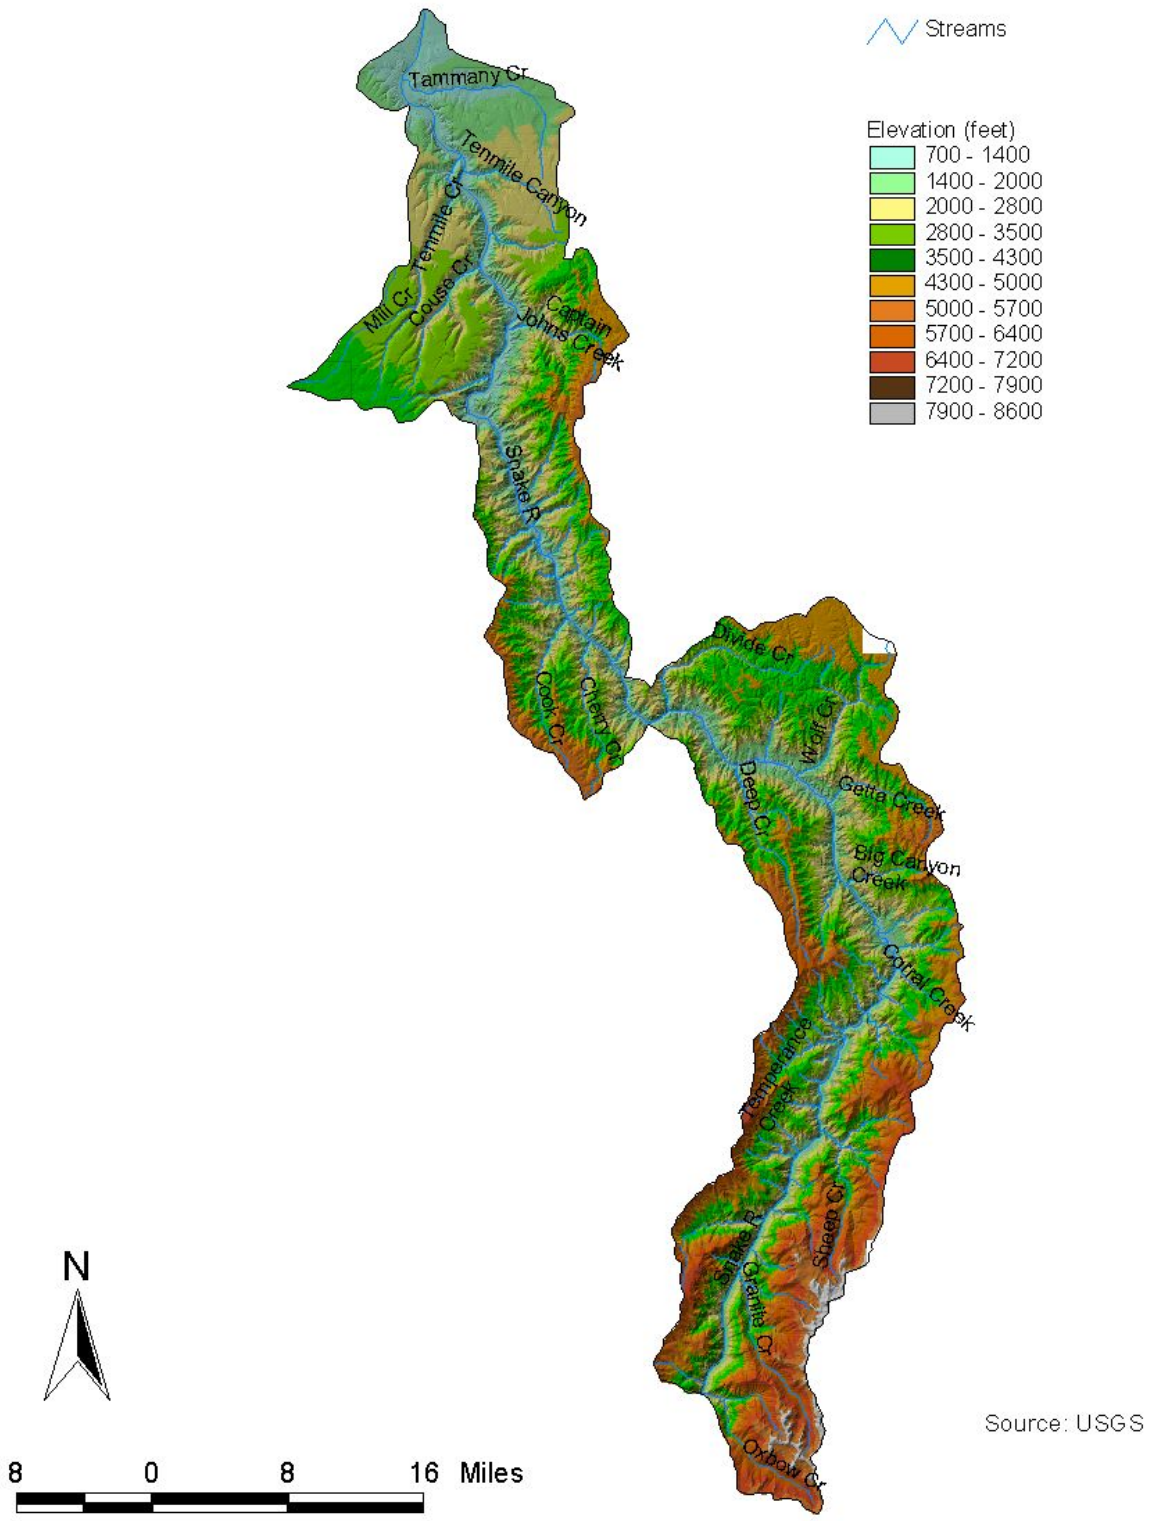 Streams
Elevation (feet)
700 - 1400
1400 - 2000
2000 - 2800
2800 - 3500
3500 - 4300
4300 - 5000
5000 - 5700
5700 - 6400
6400 - 7200
7200 - 7900
7900 - 8600
Tammany Cr
Tenmile Canyon
Tenmile Cr
Couse Cr
Mill Cr
Captain
Johns Creek
Snake R
Divide Cr
Cook Cr
Cherry Cr
Wolf Cr
Deep Cr
Getta Creek
Big Canyon
Creek
Corral Creek
Temperance
Creek
Sheep Cr
Snake R
Granite Cr
Oxbow Cr
N
8 0 8 16 Miles
Source: USGS